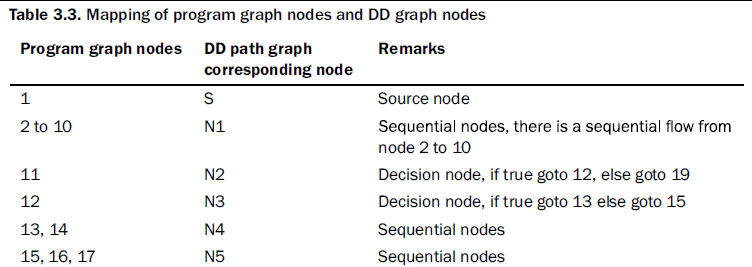 Table 3.3. Mapping of program graph nodes and DD graph nodes
Program graph nodes DD path graph corresponding node Remarks
1 S Source node
2 to 10 N1 Sequential nodes, there is a sequential flow from
node 2 to 10
11 N2 Decision node, if true goto 12, else goto 19
12 N3 Decision node, if true goto 13 else goto 15
13, 14 N4 Sequential nodes
15, 16, 17 N5 Sequential nodes